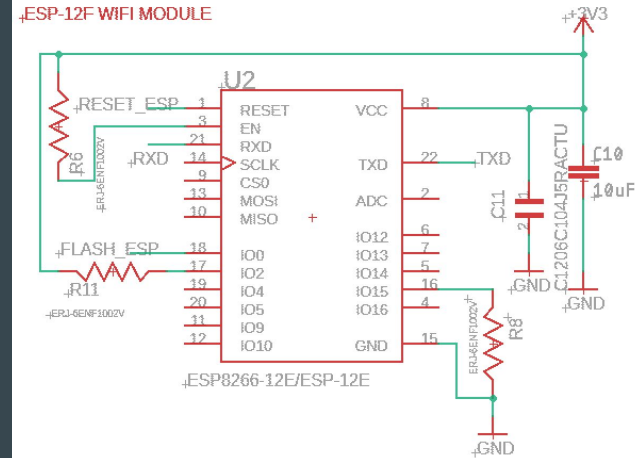 ESP-12F WIFI MODULE
+3V3
U2
RESET_ESP
1
RESET
VCC
8
3
EN
21
RXD
RXD
14
SCLK
TXD
22
TXD
9
CS0
13
MOSI
ADC
2
10
MISO
R6
ERJ-6ENF1002V
C11
1
2
C1206C104J5RACTU
C10
10uF
IO12
6
IO13
7
FLASH_ESP
18
IO0
IO14
5
17
IO2
IO15
16
R11
19
IO4
IO16
4
GND
GND
ERJ-6ENF1002V
20
IO5
11
IO9
12
IO10
GND
15
ERJ-6ENF1002V
R8
ESP8266-12E/ESP-12E
GND